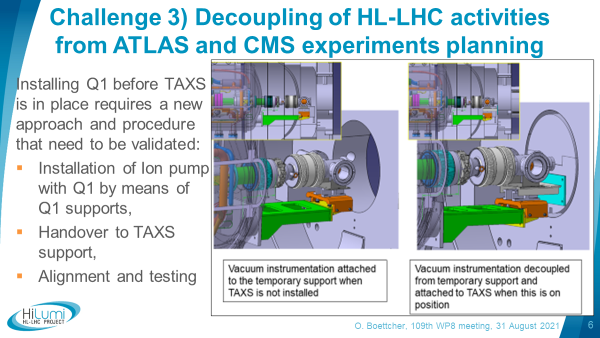 Challenge 3) Decoupling of HL-LHC activities
from ATLAS and CMS experiments planning
Installing Q1 before TAXS
is in place requires a new
approach and procedure
that need to be validated:
Installation of Ion pump
with Q1 by means of
Q1 supports,
Handover to TAXS
support,
Alignment and testing
Vacuum instrumentation attached
to the temporary support when
TAXS is not installed
Vacuum instrumentation decoupled
from temporary support and
attached to TAXS when this is on
position
HiLumi
HL-LHC PROJECT
O. Boettcher, 109th WP8 meeting, 31 August 2021
6